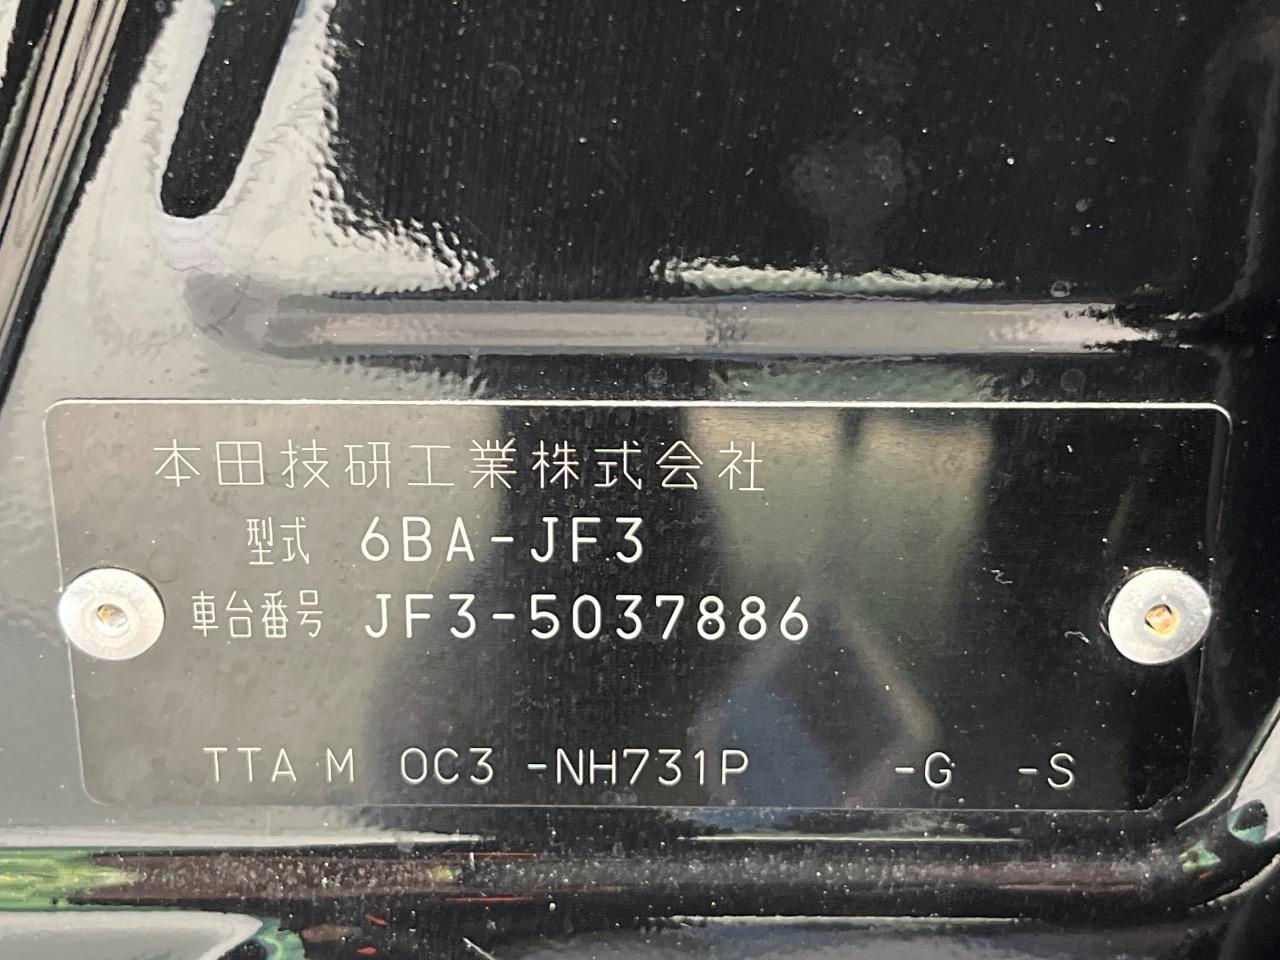 本田技研工業株式会社
型式 6BA-JF3
車台番号 JF3-5037886
TTA M 0C3 -NH731P -G -S